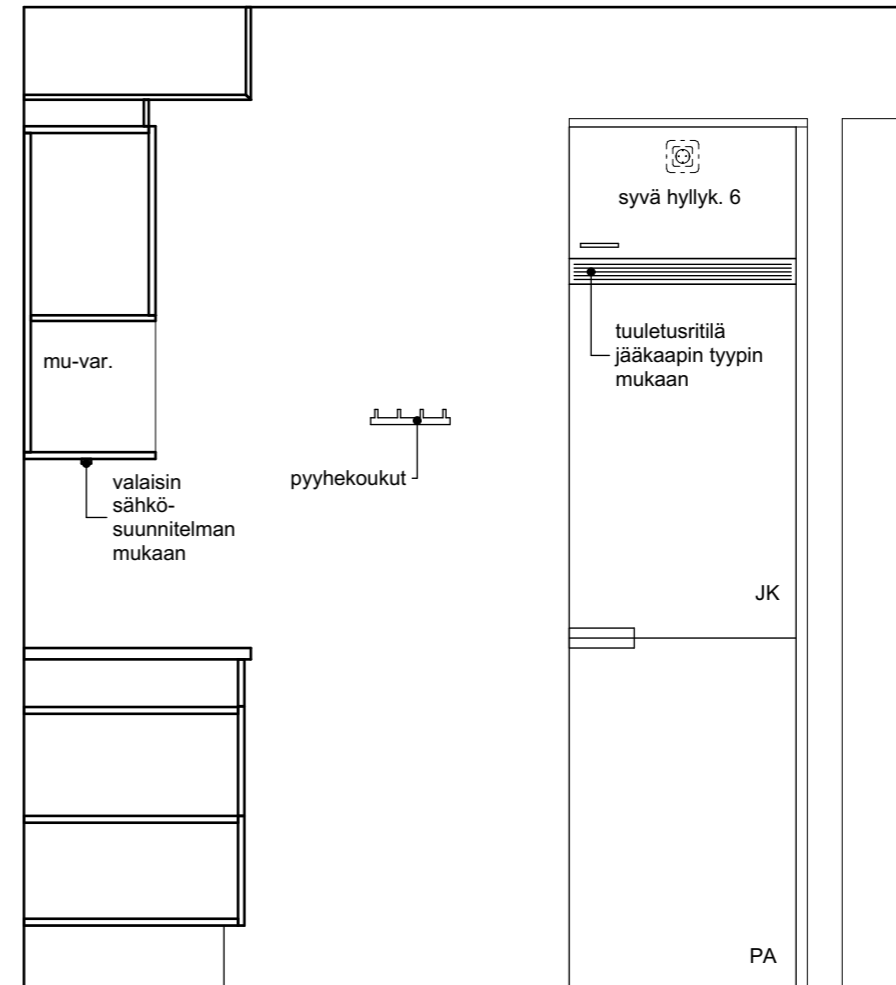 syvä hyllyk. 6
tuuletusritilä
jääkaapin tyypin
mukaan
mu-var.
pyyhekoukut
valaisin
sähkö-
suunnitelman
mukaan
JK
PA